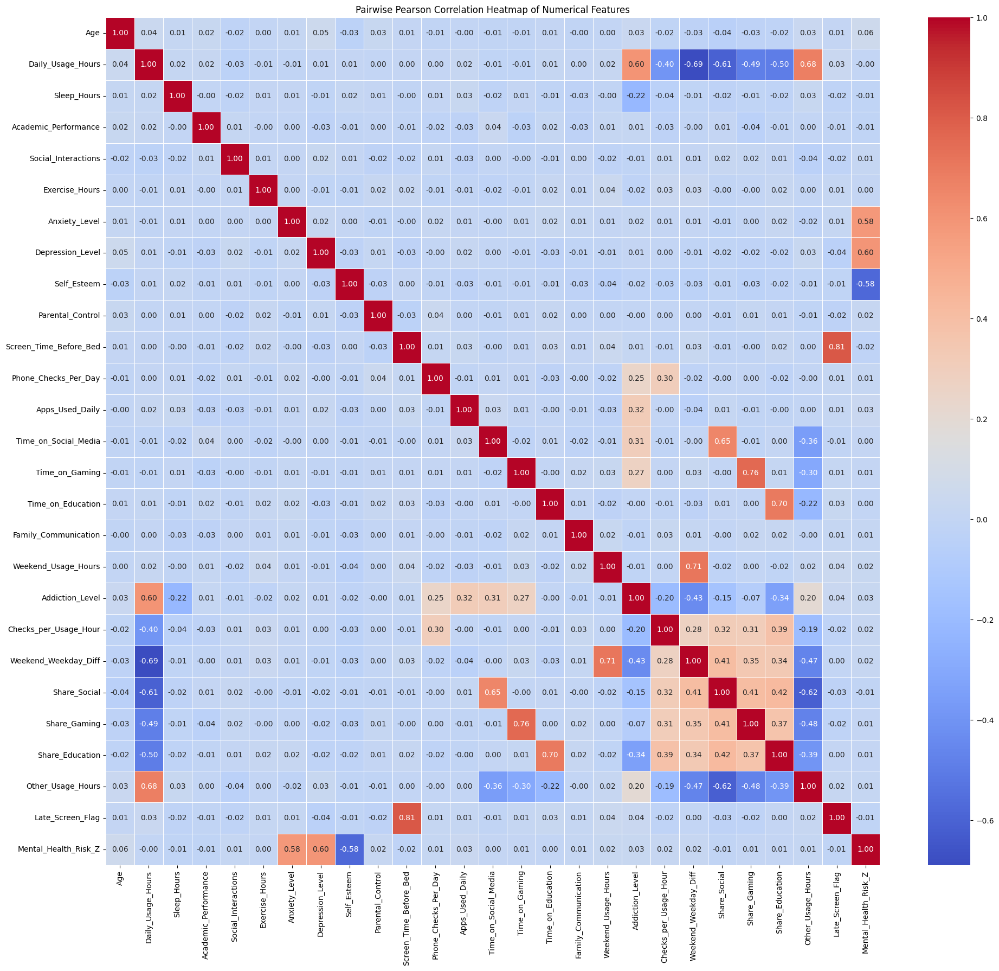 Pairwise Pearson Correlation Heatmap of Numerical Features
Age 1.00 0.04 0.01 0.02 -0.02 0.00 0.01 0.05 -0.03 0.03 0.01 -0.01 -0.00 -0.01 -0.01 0.01 -0.00 0.00 0.03 -0.02 -0.03 -0.04 -0.03 -0.02 0.03 0.01 0.06
Daily_Usage_Hours 0.04 1.00 0.02 0.02 -0.03 -0.01 -0.01 0.01 0.01 0.00 0.00 0.00 0.02 -0.01 -0.01 0.01 0.00 0.02 0.60 -0.40 -0.69 -0.61 -0.49 -0.50 0.68 0.03 -0.00
Sleep_Hours 0.01 0.02 1.00 -0.00 -0.02 0.01 0.01 -0.01 0.02 0.01 -0.00 0.01 0.03 -0.02 0.01 -0.01 -0.03 -0.00 -0.22 -0.04 -0.01 -0.02 -0.01 -0.02 0.03 -0.02 -0.01
Academic_Performance 0.02 0.02 -0.00 1.00 0.01 -0.00 0.00 -0.03 -0.01 0.00 -0.01 -0.02 -0.03 0.04 -0.03 0.02 -0.03 0.01 0.01 -0.03 -0.00 0.01 -0.04 -0.01 0.00 -0.01 -0.01
Social_Interactions -0.02 -0.03 -0.02 0.01 1.00 0.01 0.00 0.02 0.01 -0.02 -0.02 0.01 -0.03 0.00 -0.00 -0.01 0.00 -0.02 -0.01 0.01 0.01 0.02 0.02 0.01 -0.04 -0.02 0.01
Exercise_Hours 0.00 -0.01 0.01 -0.00 0.01 1.00 0.00 -0.01 -0.01 0.02 0.02 -0.01 -0.01 -0.02 -0.01 0.02 0.01 0.04 -0.02 0.03 0.03 -0.00 -0.00 0.02 0.00 0.01 0.00
Anxiety_Level 0.01 -0.01 0.01 0.00 0.00 0.00 1.00 0.02 0.00 -0.01 -0.00 0.02 0.01 -0.00 0.01 0.02 0.01 0.01 0.02 0.01 0.01 -0.01 0.00 0.02 -0.02 0.01 0.58
Depression_Level 0.05 0.01 -0.01 -0.03 0.02 -0.01 0.02 1.00 -0.03 0.01 -0.03 -0.00 0.02 0.00 -0.01 -0.03 -0.01 -0.01 0.01 0.00 -0.01 -0.02 -0.02 -0.02 0.03 -0.04 0.60
Self_Esteem -0.03 0.01 0.02 -0.01 0.01 -0.01 0.00 -0.03 1.00 -0.03 0.00 -0.01 -0.03 -0.01 -0.01 -0.01 -0.03 -0.04 -0.02 -0.03 -0.03 -0.01 -0.03 -0.02 -0.01 -0.01 -0.58
Parental_Control 0.03 0.00 0.01 0.00 -0.02 0.02 -0.01 0.01 -0.03 1.00 -0.03 0.04 0.00 -0.01 0.01 0.02 0.00 0.00 -0.00 0.00 0.00 -0.01 0.01 0.01 -0.01 -0.02 0.02
Screen_Time_Before_Bed 0.01 0.00 -0.00 -0.01 -0.02 0.02 -0.00 -0.03 0.00 -0.03 1.00 0.01 0.03 -0.00 0.01 0.03 0.01 0.04 0.01 -0.01 0.03 -0.01 -0.00 0.02 0.00 0.81 -0.02
Phone_Checks_Per_Day -0.01 0.00 0.01 -0.02 0.01 -0.01 0.02 -0.00 -0.01 0.04 0.01 1.00 -0.01 0.01 0.01 -0.03 -0.00 -0.02 0.25 0.30 -0.02 -0.00 0.00 -0.02 -0.00 0.01 0.01
Apps_Used_Daily -0.00 0.02 0.03 -0.03 -0.03 -0.01 0.01 0.02 -0.03 0.00 0.03 -0.01 1.00 0.03 0.01 -0.00 -0.01 -0.03 0.32 -0.00 -0.04 0.01 -0.01 -0.00 0.00 0.01 0.03
Time_on_Social_Media -0.01 -0.01 -0.02 0.04 0.00 -0.02 -0.00 0.00 -0.01 -0.01 -0.00 0.01 0.03 1.00 -0.02 0.01 -0.02 -0.01 0.31 -0.01 -0.00 0.65 -0.01 0.00 -0.36 -0.01 0.00
Time_on_Gaming -0.01 -0.01 0.01 -0.03 -0.00 -0.01 0.01 -0.01 -0.01 0.01 0.01 0.01 0.01 -0.02 1.00 -0.00 0.02 0.03 0.27 0.00 0.03 -0.00 0.76 0.01 -0.30 0.01 0.01
Time_on_Education 0.01 0.01 -0.01 0.02 -0.01 0.02 0.02 -0.03 -0.01 0.02 0.03 -0.03 -0.00 0.01 -0.00 1.00 0.01 -0.02 -0.00 -0.01 -0.03 0.01 0.00 0.70 -0.22 0.03 0.00
Family_Communication -0.00 0.00 -0.03 -0.03 0.00 0.01 0.01 -0.01 -0.03 0.00 0.01 -0.00 -0.01 -0.02 0.02 0.01 1.00 0.02 -0.01 0.03 0.01 -0.00 0.02 0.02 -0.00 0.01 0.01
Weekend_Usage_Hours 0.00 0.02 -0.00 0.01 -0.02 0.04 0.01 -0.01 -0.04 0.00 0.04 -0.02 -0.03 -0.01 0.03 -0.02 0.02 1.00 -0.01 0.00 0.71 -0.02 0.00 -0.02 0.02 0.04 0.02
Addiction_Level 0.03 0.60 -0.22 0.01 -0.01 -0.02 0.02 0.01 -0.02 -0.00 0.01 0.25 0.32 0.31 0.27 -0.00 -0.01 -0.01 1.00 -0.20 -0.43 -0.15 -0.07 -0.34 0.20 0.04 0.03
Checks_per_Usage_Hour -0.02 -0.40 -0.04 -0.03 0.01 0.03 0.01 0.00 -0.03 0.00 -0.01 0.30 -0.00 -0.01 0.00 -0.01 0.03 0.00 -0.20 1.00 0.28 0.32 0.31 0.39 -0.19 -0.02 0.02
Weekend_Weekday_Diff -0.03 -0.69 -0.01 -0.00 0.01 0.03 0.01 -0.01 -0.03 0.00 0.03 -0.02 -0.04 -0.00 0.03 -0.03 0.01 0.71 -0.43 0.28 1.00 0.41 0.35 0.34 -0.47 0.00 0.02
Share_Social -0.04 -0.61 -0.02 0.01 0.02 -0.00 -0.01 -0.02 -0.01 -0.01 -0.01 -0.00 0.01 0.65 -0.00 0.01 -0.00 -0.02 -0.15 0.32 0.41 1.00 0.41 0.42 -0.62 -0.03 -0.01
Share_Gaming -0.03 -0.49 -0.01 -0.04 0.02 -0.00 0.00 -0.02 -0.03 0.01 -0.00 0.00 -0.01 -0.01 0.76 0.00 0.02 0.00 -0.07 0.31 0.35 0.41 1.00 0.37 -0.48 -0.02 0.01
Share_Education -0.02 -0.50 -0.02 -0.01 0.01 0.02 0.02 -0.02 -0.02 0.01 0.02 -0.02 -0.00 0.00 0.01 0.70 0.02 -0.02 -0.34 0.39 0.34 0.42 0.37 1.00 -0.39 0.00 0.01
Other_Usage_Hours 0.03 0.68 0.03 0.00 -0.04 0.00 -0.02 0.03 -0.01 -0.01 0.00 -0.00 0.00 -0.36 -0.30 -0.22 -0.00 0.02 0.20 -0.19 -0.47 -0.62 -0.48 -0.39 1.00 0.02 0.01
Late_Screen_Flag 0.01 0.03 -0.02 -0.01 -0.02 0.01 0.01 -0.04 -0.01 -0.02 0.81 0.01 0.01 -0.01 0.01 0.03 0.01 0.04 0.04 -0.02 0.00 -0.03 -0.02 0.00 0.02 1.00 -0.01
Mental_Health_Risk_Z 0.06 -0.00 -0.01 -0.01 0.01 0.00 0.58 0.60 -0.58 0.02 -0.02 0.01 0.03 0.00 0.01 0.00 0.01 0.02 0.03 0.02 0.02 -0.01 0.01 0.01 0.01 -0.01 1.00
Age
Daily_Usage_Hours
Sleep_Hours
Academic_Performance
Social_Interactions
Exercise_Hours
Anxiety_Level
Depression_Level
Self_Esteem
Parental_Control
Screen_Time_Before_Bed
Phone_Checks_Per_Day
Apps_Used_Daily
Time_on_Social_Media
Time_on_Gaming
Time_on_Education
Family_Communication
Weekend_Usage_Hours
Addiction_Level
Checks_per_Usage_Hour
Weekend_Weekday_Diff
Share_Social
Share_Gaming
Share_Education
Other_Usage_Hours
Late_Screen_Flag
Mental_Health_Risk_Z
1.0
0.8
0.6
0.4
0.2
0.0
−0.2
−0.4
−0.6